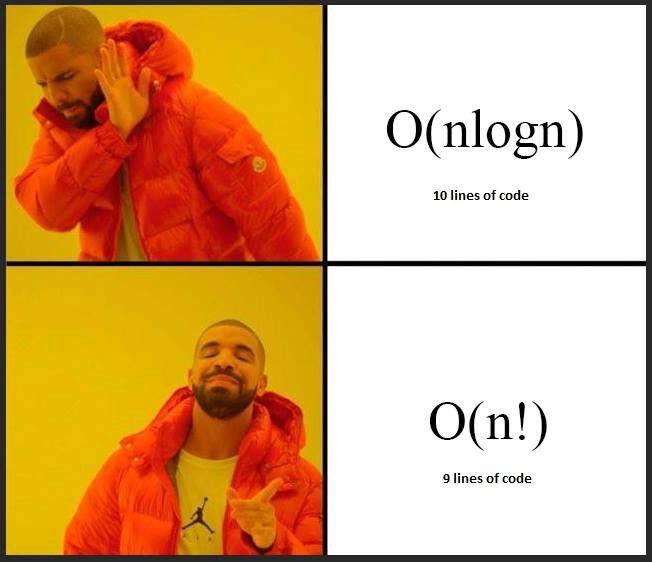 O(nlogn)
10 lines of code
O(n!)
9 lines of code